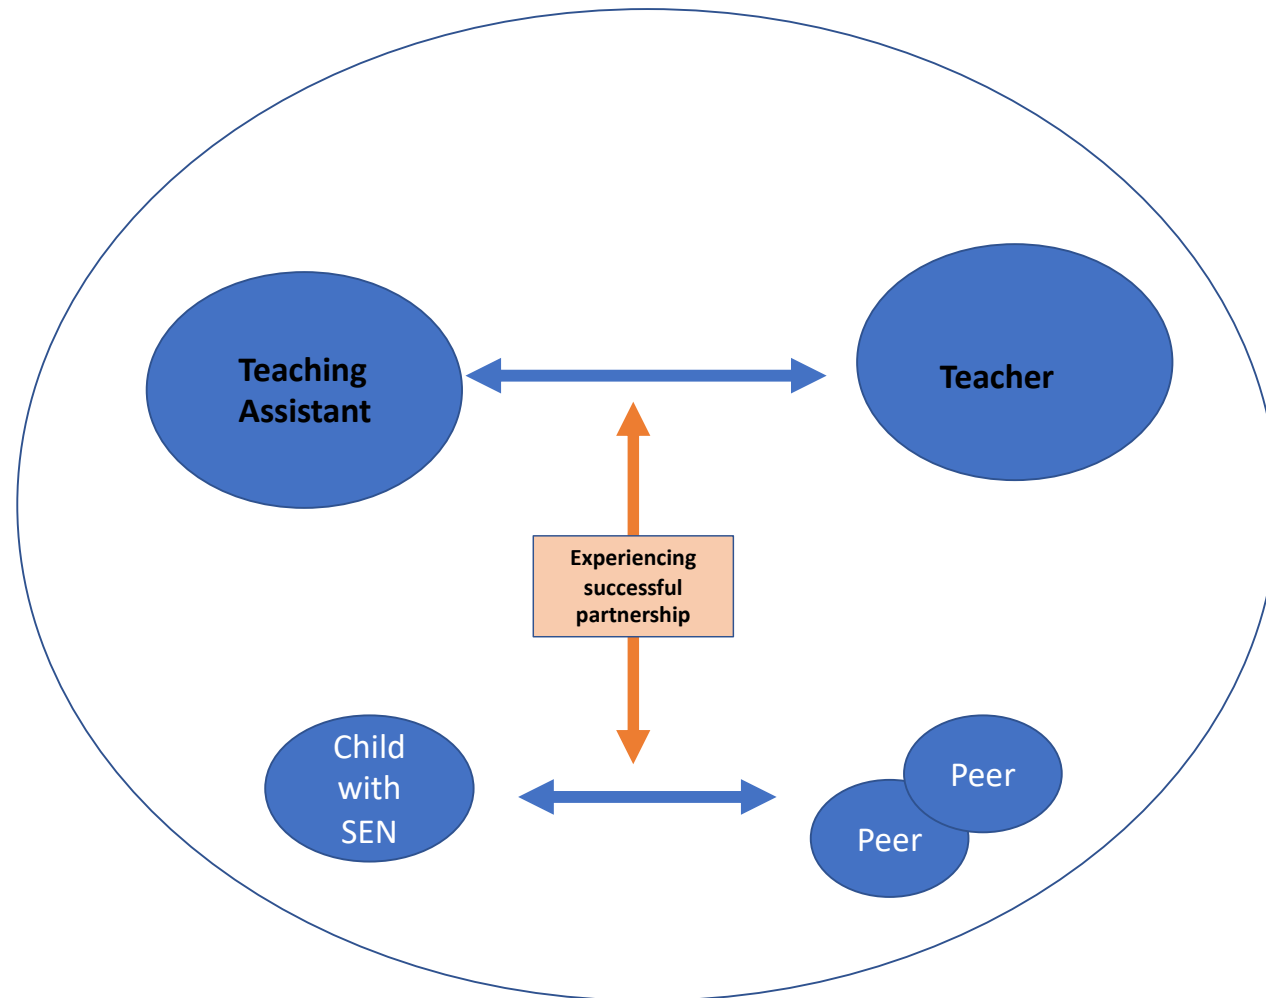 Teaching
Assistant
Teacher
Experiencing
successful
partnership
Child
with
SEN
Peer
Peer